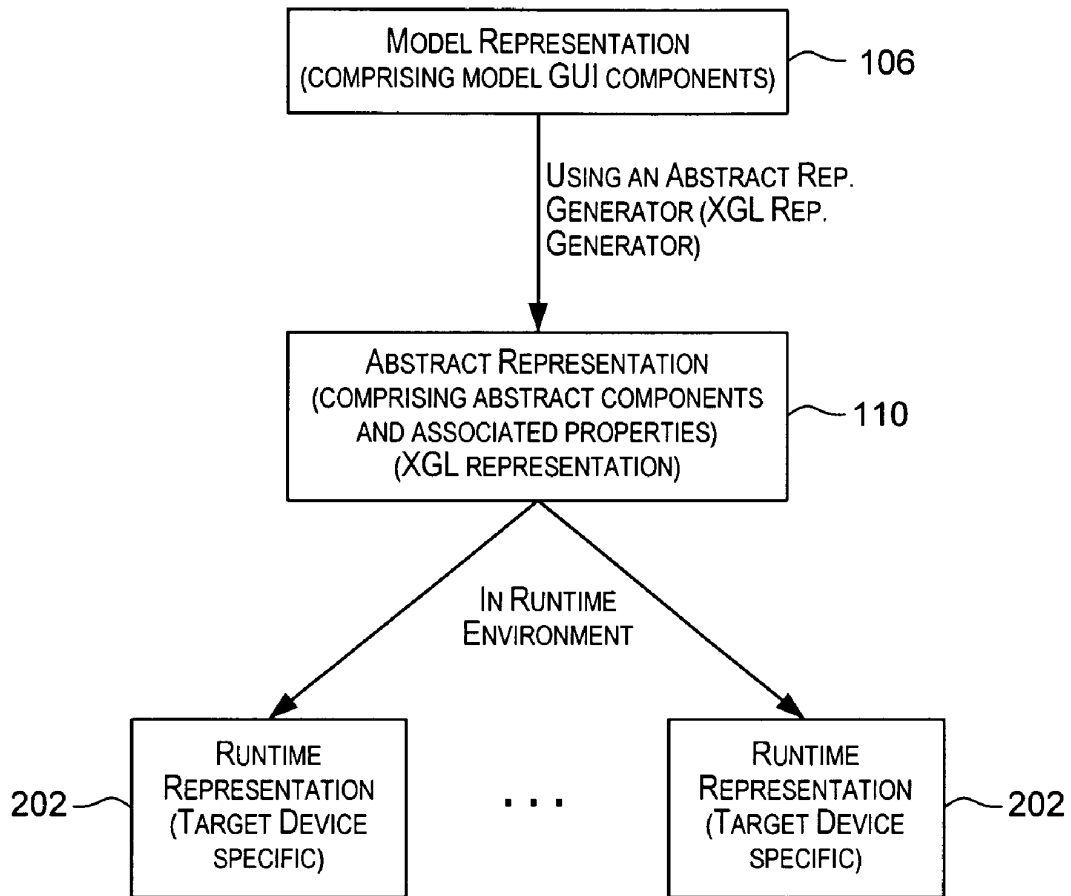 MODEL REPRESENTATION
(COMPRISING MODEL GUI COMPONENTS)
106
USING AN ABSTRACT REP.
GENERATOR (XGL REP.
GENERATOR)
ABSTRACT REPRESENTATION
(COMPRISING ABSTRACT COMPONENTS
AND ASSOCIATED PROPERTIES)
(XGL REPRESENTATION)
110
IN RUNTIME
ENVIRONMENT
202
RUNTIME
REPRESENTATION
(TARGET DEVICE
SPECIFIC)
...
RUNTIME
REPRESENTATION
(TARGET DEVICE
SPECIFIC)
202